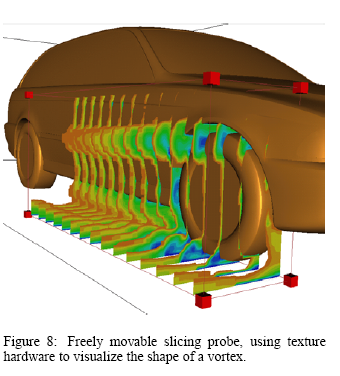 Figure 8: Freely movable slicing probe, using texture
hardware to visualize the shape of a vortex.